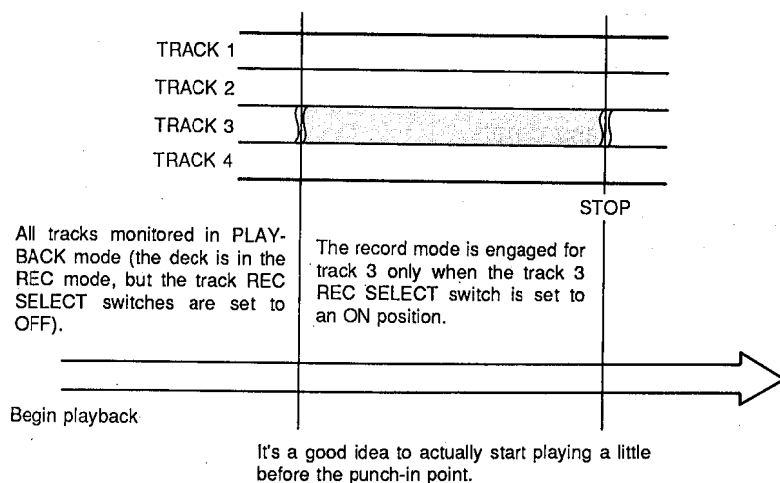 TRACK 1
TRACK 2
TRACK 3
TRACK 4
STOP
All tracks monitored in PLAY-
BACK mode (the deck is in the
REC mode, but the track REC
SELECT switches are set to
OFF).
The record mode is engaged for
track 3 only when the track 3
REC SELECT switch is set to
an ON position.
Begin playback
It's a good idea to actually start playing a little
before the punch-in point.